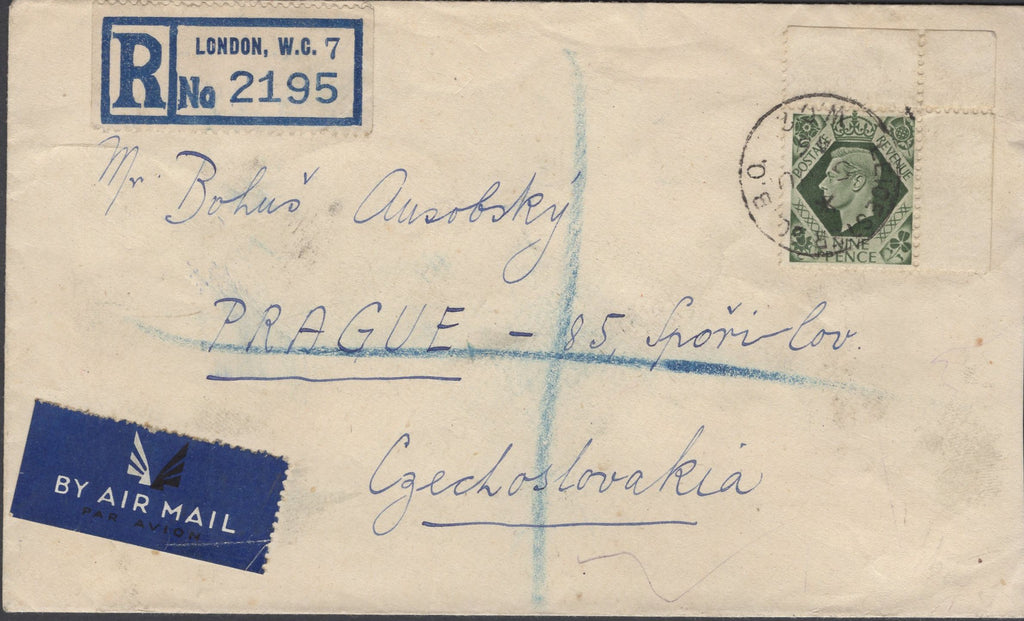 R LONDON, W.C. 7
No 2195
Mr Bohuš Ausobský
PRAGUE - 85, Spořilov.
Czechoslovakia
BY AIR MAIL
PAR AVION
POSTAGE REVENUE
NINE
PENCE
B.O.